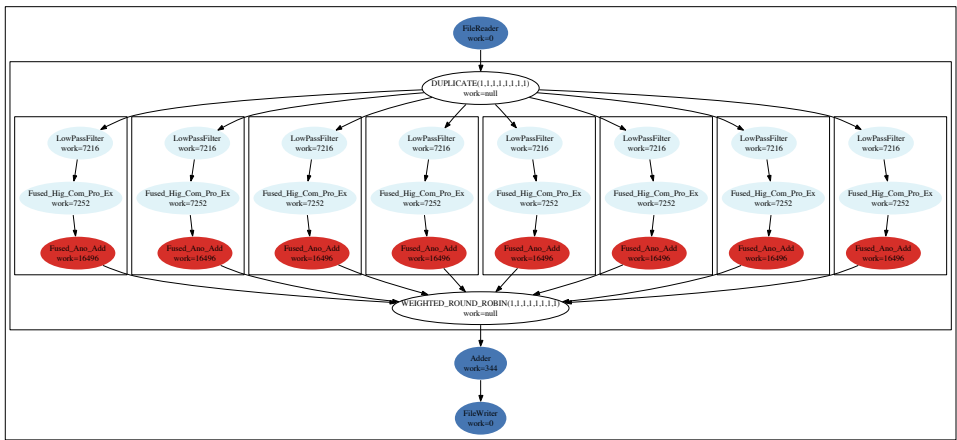 FileReader
work=0
DUPLICATE(1,1,1,1,1,1,1,1)
work=null
LowPassFilter
work=7216
LowPassFilter
work=7216
LowPassFilter
work=7216
LowPassFilter
work=7216
LowPassFilter
work=7216
LowPassFilter
work=7216
LowPassFilter
work=7216
LowPassFilter
work=7216
Fused_Hig_Com_Pro_Ex
work=7252
Fused_Hig_Com_Pro_Ex
work=7252
Fused_Hig_Com_Pro_Ex
work=7252
Fused_Hig_Com_Pro_Ex
work=7252
Fused_Hig_Com_Pro_Ex
work=7252
Fused_Hig_Com_Pro_Ex
work=7252
Fused_Hig_Com_Pro_Ex
work=7252
Fused_Hig_Com_Pro_Ex
work=7252
Fused_Ano_Add
work=16496
Fused_Ano_Add
work=16496
Fused_Ano_Add
work=16496
Fused_Ano_Add
work=16496
Fused_Ano_Add
work=16496
Fused_Ano_Add
work=16496
Fused_Ano_Add
work=16496
Fused_Ano_Add
work=16496
WEIGHTED_ROUND_ROBIN(1,1,1,1,1,1,1,1)
work=null
Adder
work=344
FileWriter
work=0